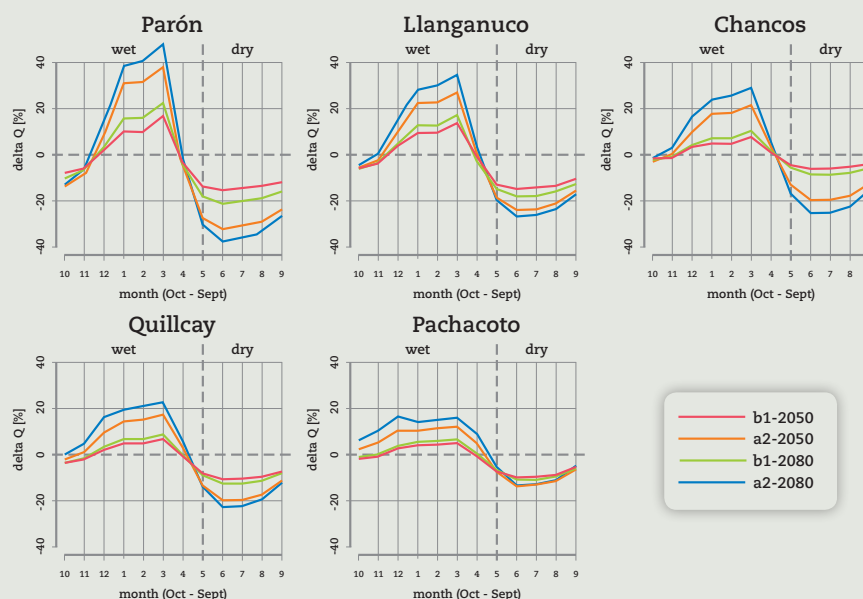 Parón
Llanganuco
Chancos
wet dry
wet dry
wet dry
delta Q [%]
delta Q [%]
delta Q [%]
40
20
0
-20
-40
40
20
0
-20
-40
40
20
0
-20
-40
10 11 12 1 2 3 4 5 6 7 8 9
10 11 12 1 2 3 4 5 6 7 8 9
10 11 12 1 2 3 4 5 6 7 8
month (Oct - Sept)
month (Oct - Sept)
month (Oct - Sept)
Quillcay
Pachacoto
wet dry
wet dry
delta Q [%]
delta Q [%]
40
20
0
-20
-40
40
20
0
-20
-40
10 11 12 1 2 3 4 5 6 7 8 9
10 11 12 1 2 3 4 5 6 7 8 9
month (Oct - Sept)
month (Oct - Sept)
b1-2050
a2-2050
b1-2080
a2-2080